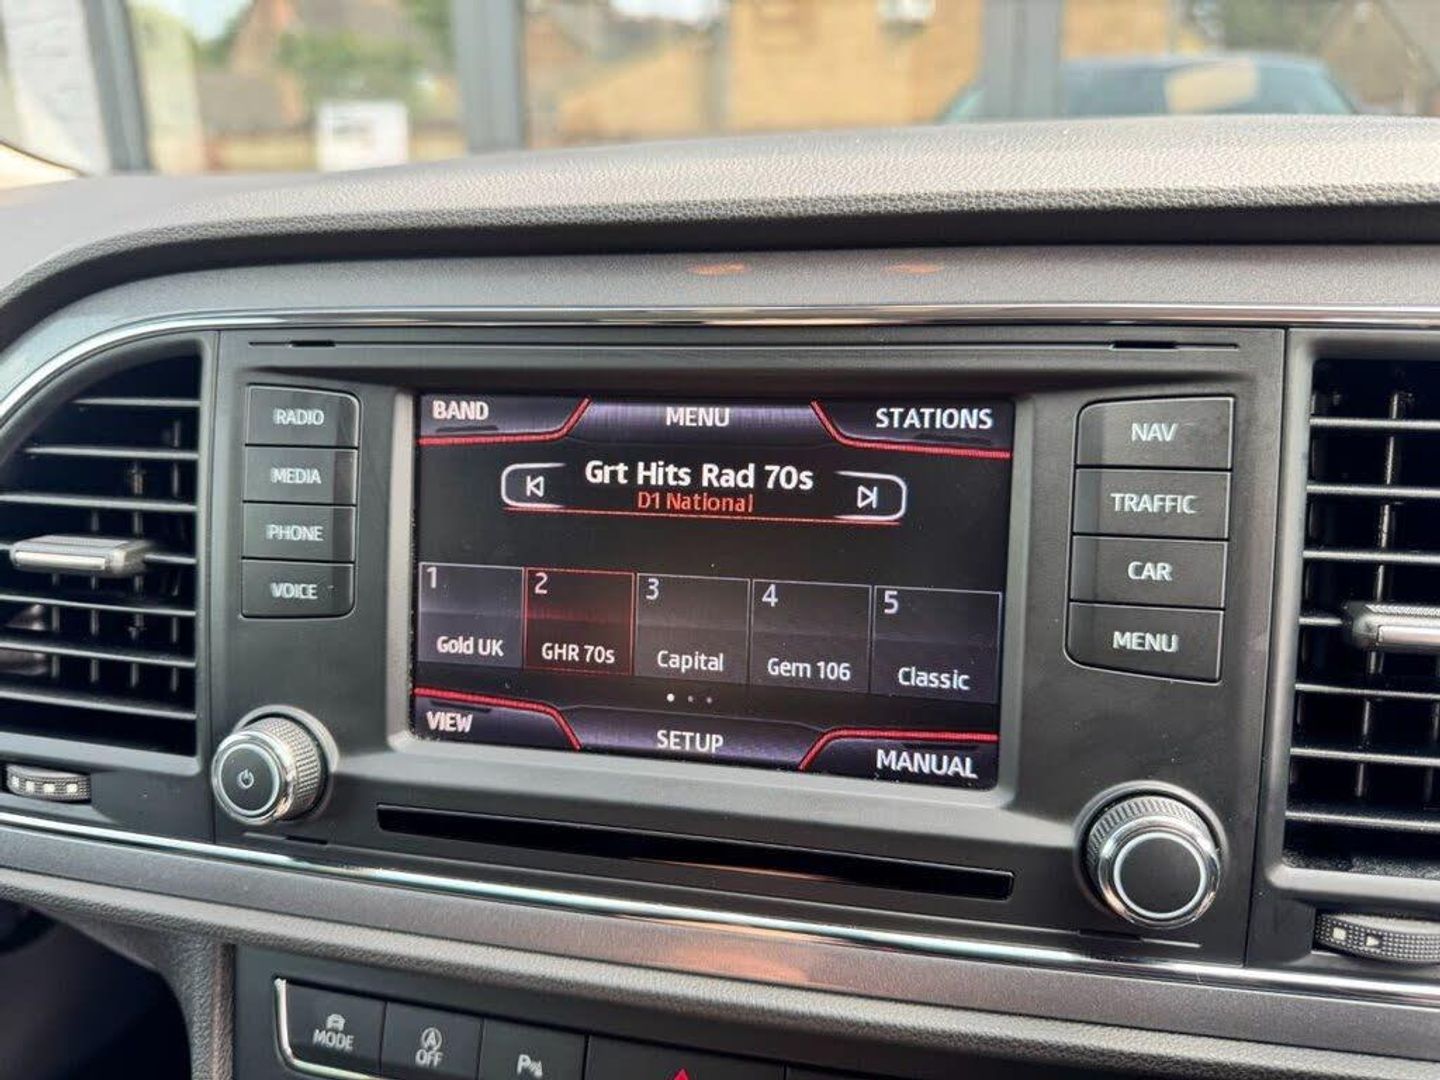 RADIO
MEDIA
PHONE
VOICE
BAND MENU STATIONS
Grt Hits Rad 70s
D1 National
1 2 3 4 5
Gold UK GHR 70s Capital Gem 106 Classic
VIEW SETUP MANUAL
NAV
TRAFFIC
CAR
MENU
MODE
A
OFF
P